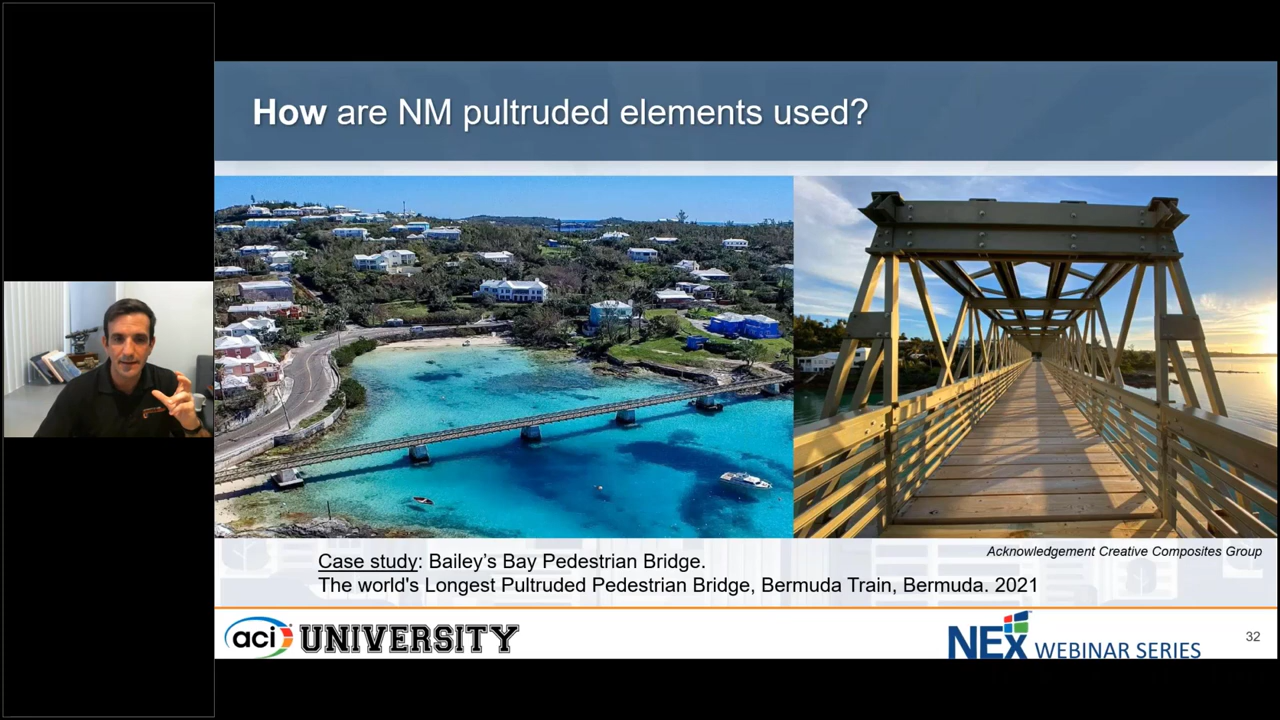 How are NM pultruded elements used?
Acknowledgement Creative Composites Group
Case study: Bailey's Bay Pedestrian Bridge.
The world's Longest Pultruded Pedestrian Bridge, Bermuda Train, Bermuda. 2021
aci UNIVERSITY
NEx WEBINAR SERIES
32